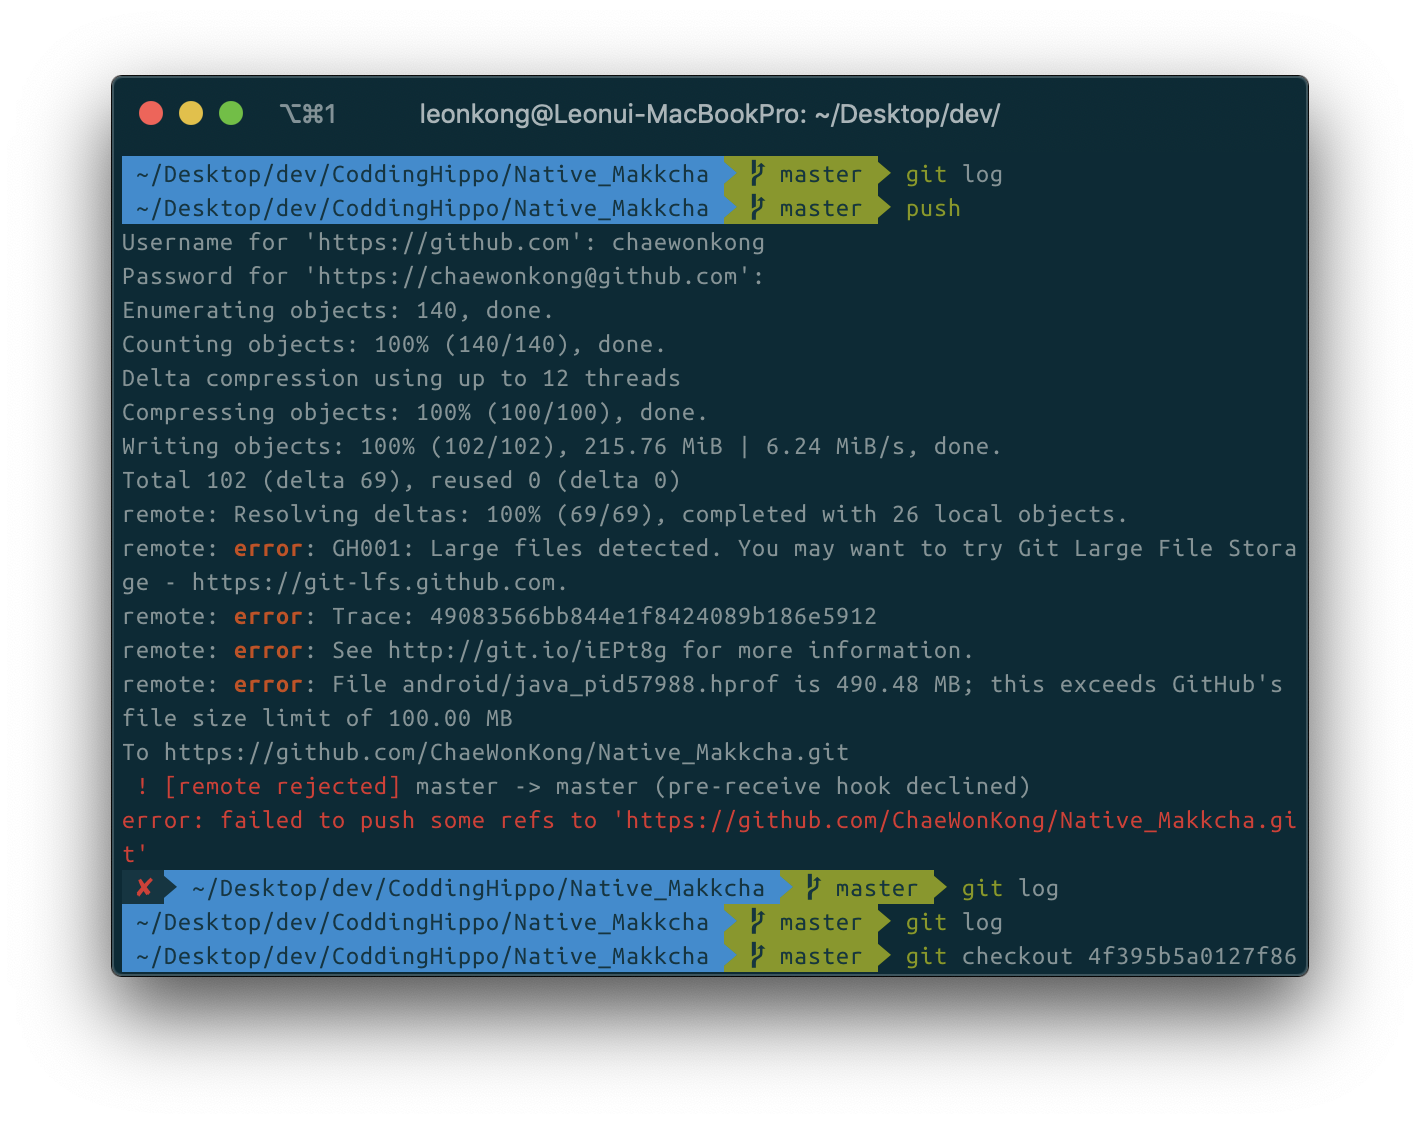 ⌥⌘1 leonkong@Leonui-MacBookPro: ~/Desktop/dev/
~/Desktop/dev/CoddingHippo/Native_Makkcha master git log
~/Desktop/dev/CoddingHippo/Native_Makkcha master push
Username for 'https://github.com': chaewonkong
Password for 'https://chaewonkong@github.com':
Enumerating objects: 140, done.
Counting objects: 100% (140/140), done.
Delta compression using up to 12 threads
Compressing objects: 100% (100/100), done.
Writing objects: 100% (102/102), 215.76 MiB | 6.24 MiB/s, done.
Total 102 (delta 69), reused 0 (delta 0)
remote: Resolving deltas: 100% (69/69), completed with 26 local objects.
remote: error: GH001: Large files detected. You may want to try Git Large File Stora
ge - https://git-lfs.github.com.
remote: error: Trace: 49083566bb844e1f8424089b186e5912
remote: error: See http://git.io/iEPt8g for more information.
remote: error: File android/java_pid57988.hprof is 490.48 MB; this exceeds GitHub's
file size limit of 100.00 MB
To https://github.com/ChaeWonKong/Native_Makkcha.git
! [remote rejected] master -> master (pre-receive hook declined)
error: failed to push some refs to 'https://github.com/ChaeWonKong/Native_Makkcha.gi
t'
✘ ~/Desktop/dev/CoddingHippo/Native_Makkcha master git log
~/Desktop/dev/CoddingHippo/Native_Makkcha master git log
~/Desktop/dev/CoddingHippo/Native_Makkcha master git checkout 4f395b5a0127f86